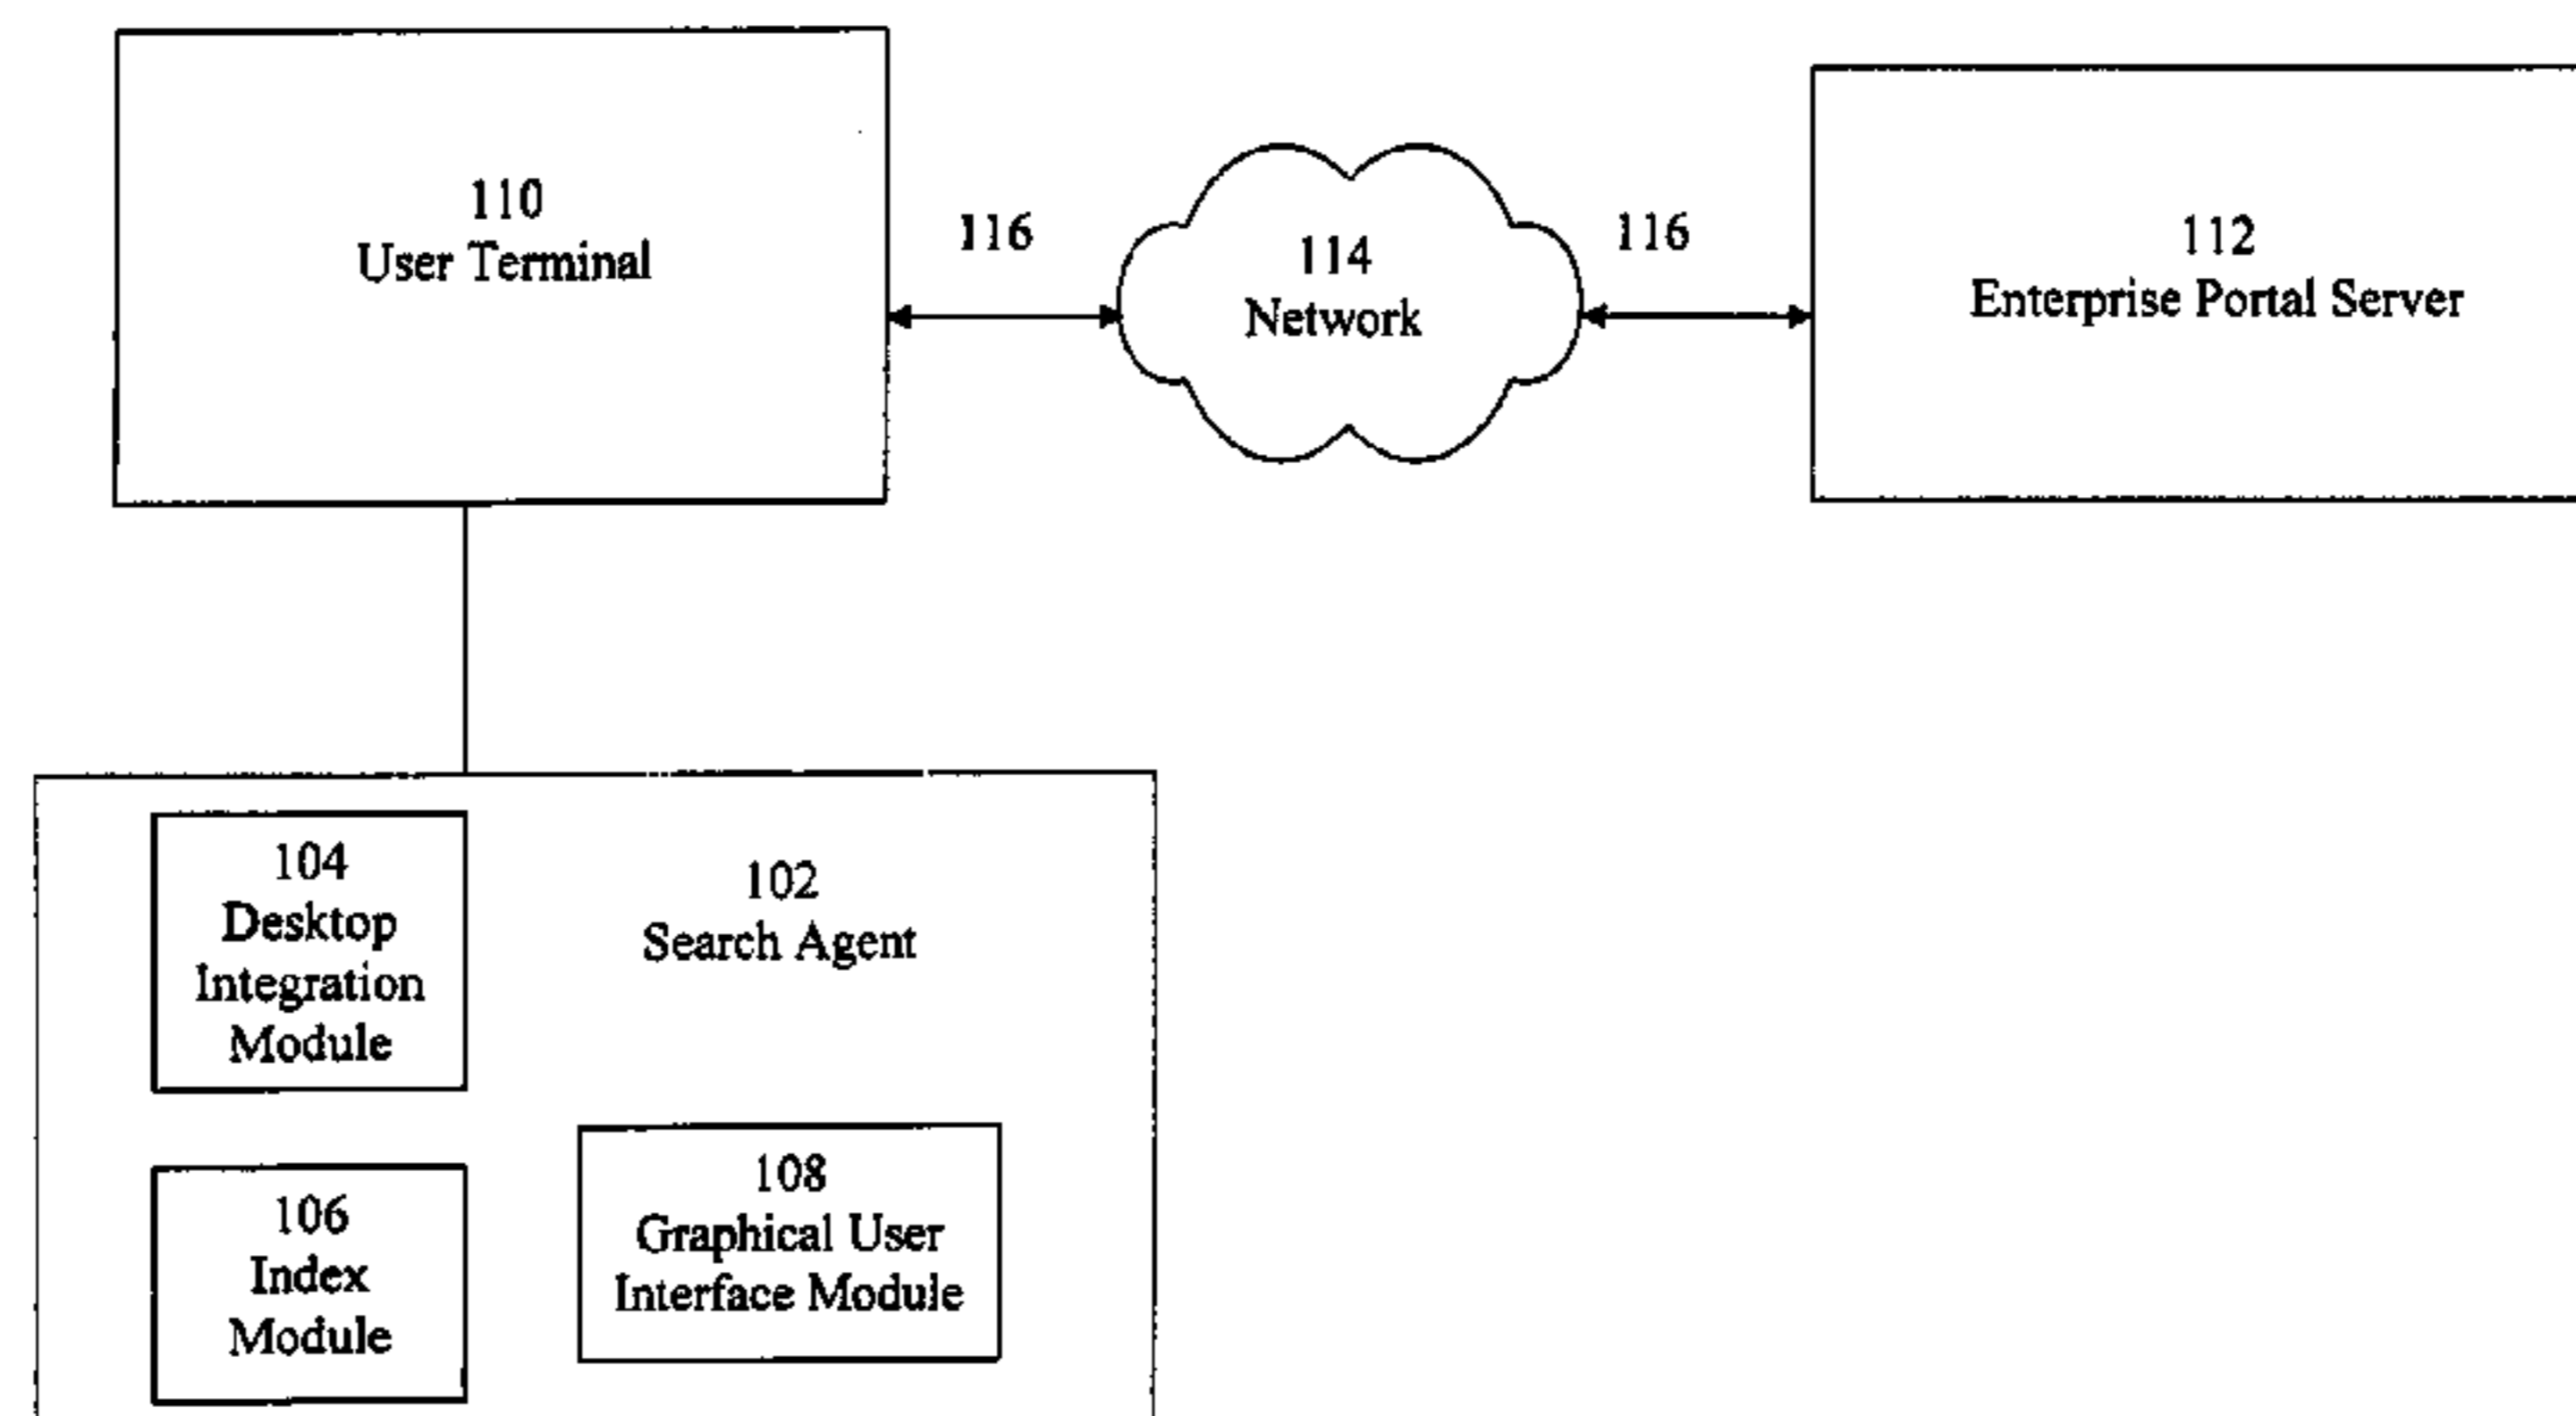 110
User Terminal
116
114
Network
116
112
Enterprise Portal Server
104
Desktop
Integration
Module
102
Search Agent
106
Index
Module
108
Graphical User
Interface Module